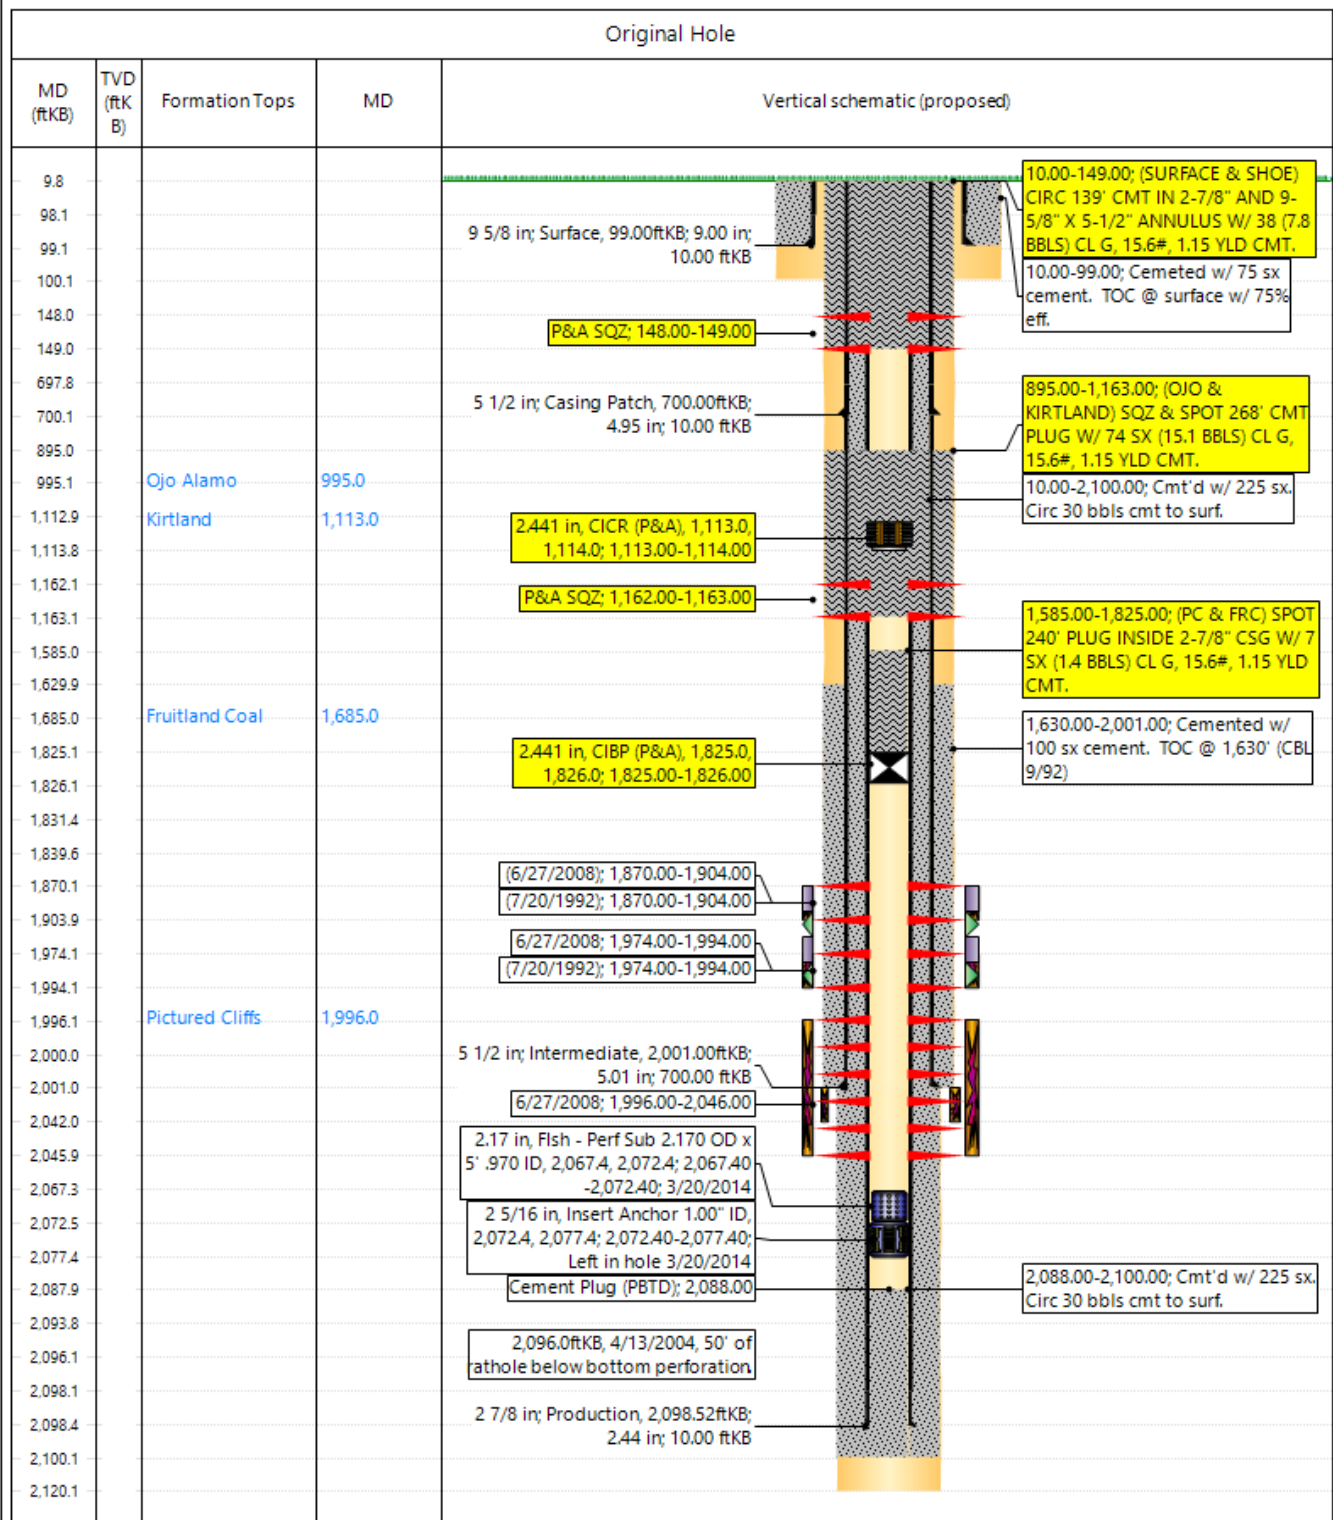 Original Hole
MD
(ftKB)
TVD
(ftK
B)
Formation Tops
MD
Vertical schematic (proposed)
9.8
98.1
99.1
100.1
148.0
149.0
697.8
700.1
895.0
995.1
1,112.9
1,113.8
1,162.1
1,163.1
1,585.0
1,629.9
1,685.0
1,825.1
1,826.1
1,831.4
1,839.6
1,870.1
1,903.9
1,974.1
1,994.1
1,996.1
2,000.0
2,001.0
2,042.0
2,045.9
2,067.3
2,072.5
2,077.4
2,087.9
2,093.8
2,096.1
2,098.1
2,098.4
2,100.1
2,120.1
Ojo Alamo
995.0
Kirtland
1,113.0
Fruitland Coal
1,685.0
Pictured Cliffs
1,996.0
9 5/8 in; Surface, 99.00ftKB; 9.00 in;
10.00 ftKB
P&A SQZ; 148.00-149.00
5 1/2 in; Casing Patch, 700.00ftKB;
4.95 in; 10.00 ftKB
2.441 in, CICR (P&A), 1,113.0,
1,114.0; 1,113.00-1,114.00
P&A SQZ; 1,162.00-1,163.00
2.441 in, CIBP (P&A), 1,825.0,
1,826.0; 1,825.00-1,826.00
(6/27/2008); 1,870.00-1,904.00
(7/20/1992); 1,870.00-1,904.00
6/27/2008; 1,974.00-1,994.00
(7/20/1992); 1,974.00-1,994.00
5 1/2 in; Intermediate, 2,001.00ftKB;
5.01 in; 700.00 ftKB
6/27/2008; 1,996.00-2,046.00
2.17 in, FIsh - Perf Sub 2.170 OD x
5' .970 ID, 2,067.4, 2,072.4; 2,067.40
-2,072.40; 3/20/2014
2 5/16 in, Insert Anchor 1.00" ID,
2,072.4, 2,077.4; 2,072.40-2,077.40;
Left in hole 3/20/2014
Cement Plug (PBTD); 2,088.00
2,096.0ftKB, 4/13/2004, 50' of
rathole below bottom perforation.
2 7/8 in; Production, 2,098.52ftKB;
2.44 in; 10.00 ftKB
10.00-149.00; (SURFACE & SHOE)
CIRC 139' CMT IN 2-7/8" AND 9-
5/8" X 5-1/2" ANNULUS W/ 38 (7.8
BBLS) CL G, 15.6#, 1.15 YLD CMT.
10.00-99.00; Cemeted w/ 75 sx
cement.  TOC @ surface w/ 75%
eff.
895.00-1,163.00; (OJO &
KIRTLAND) SQZ & SPOT 268' CMT
PLUG W/ 74 SX (15.1 BBLS) CL G,
15.6#, 1.15 YLD CMT.
10.00-2,100.00; Cmt'd w/ 225 sx.
Circ 30 bbls cmt to surf.
1,585.00-1,825.00; (PC & FRC) SPOT
240' PLUG INSIDE 2-7/8" CSG W/ 7
SX (1.4 BBLS) CL G, 15.6#, 1.15 YLD
CMT.
1,630.00-2,001.00; Cemented w/
100 sx cement.  TOC @ 1,630' (CBL
9/92)
2,088.00-2,100.00; Cmt'd w/ 225 sx.
Circ 30 bbls cmt to surf.